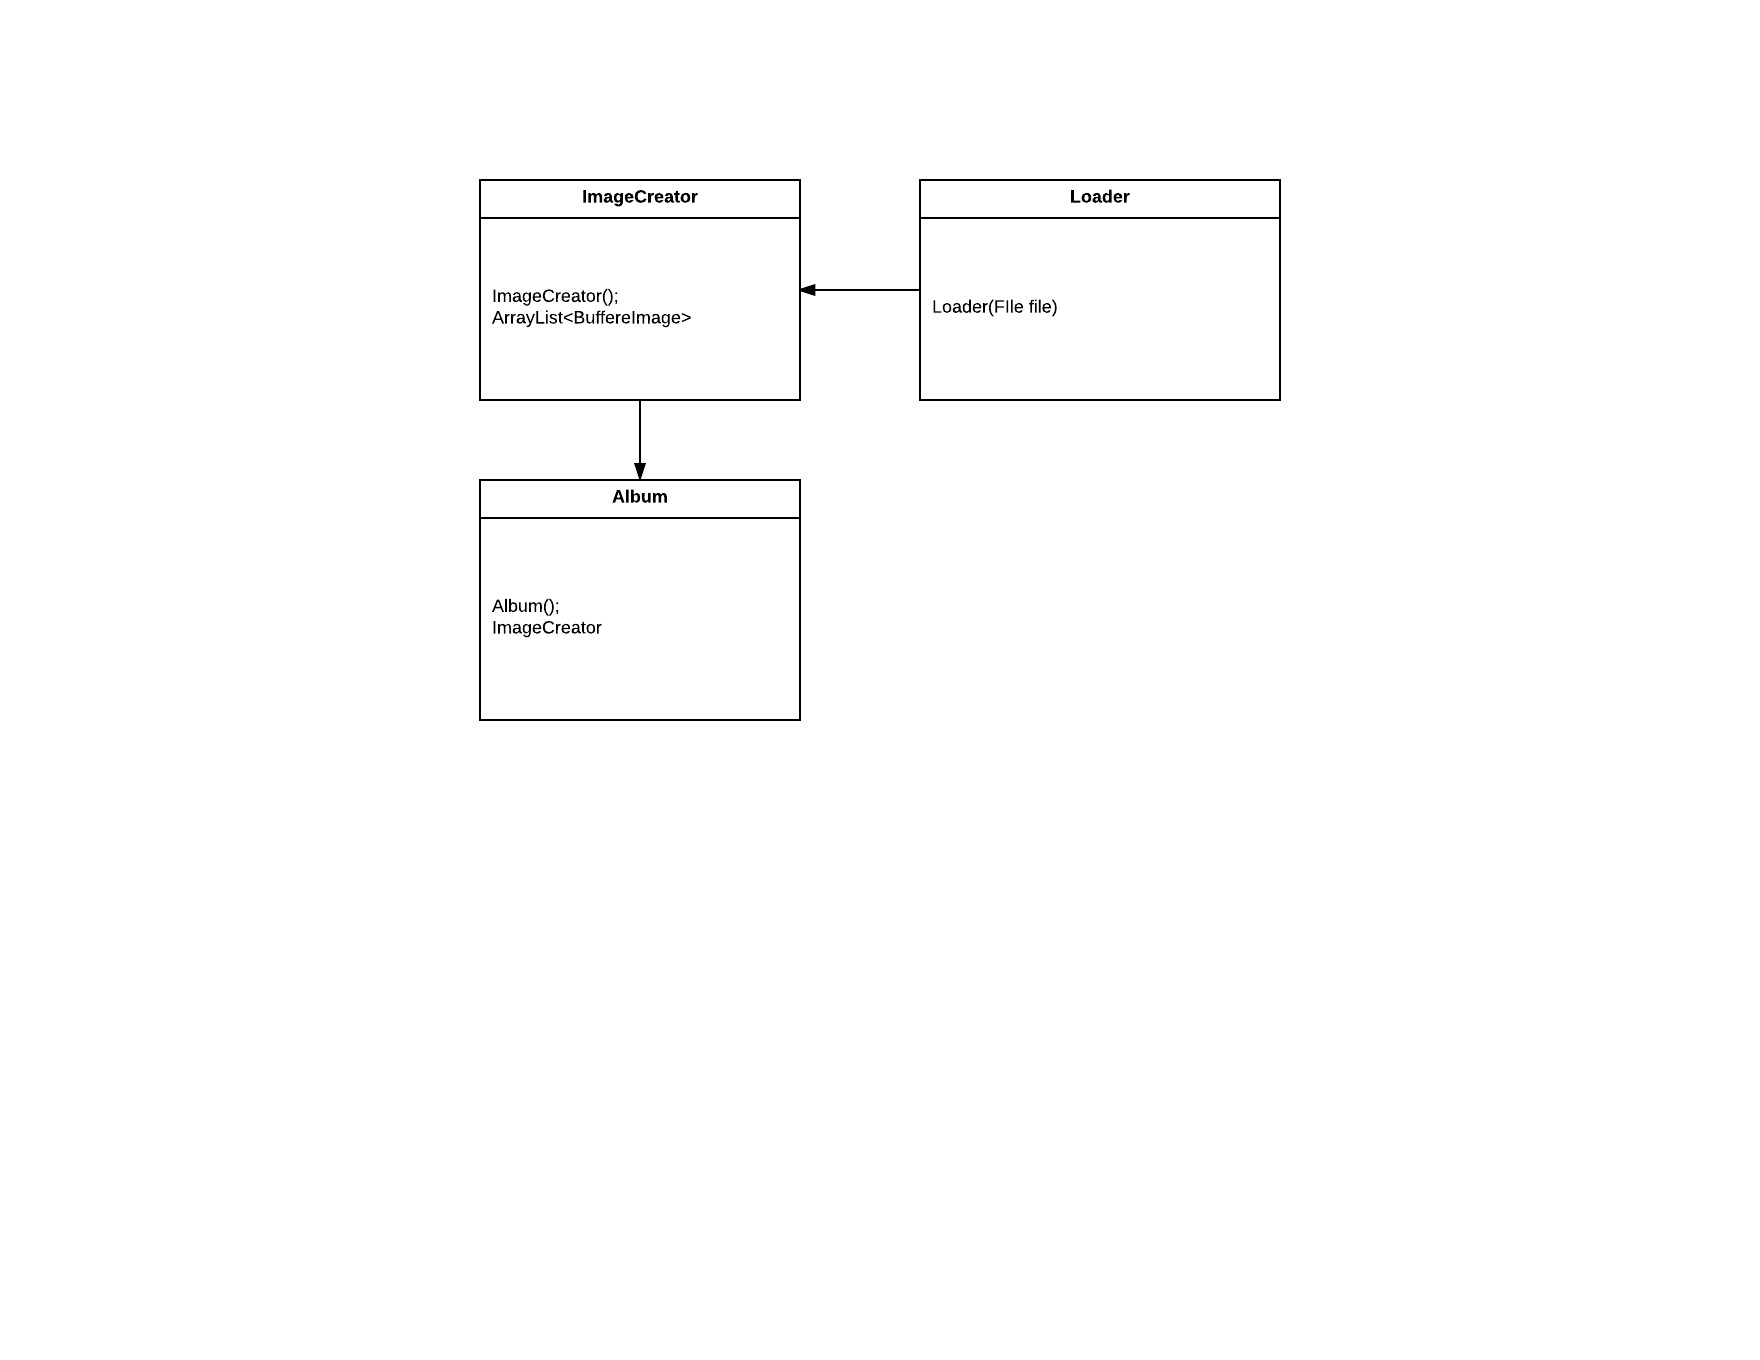 ImageCreator
ImageCreator();
ArrayList<BuffereImage>
Loader
Loader(FIle file)
Album
Album();
ImageCreator